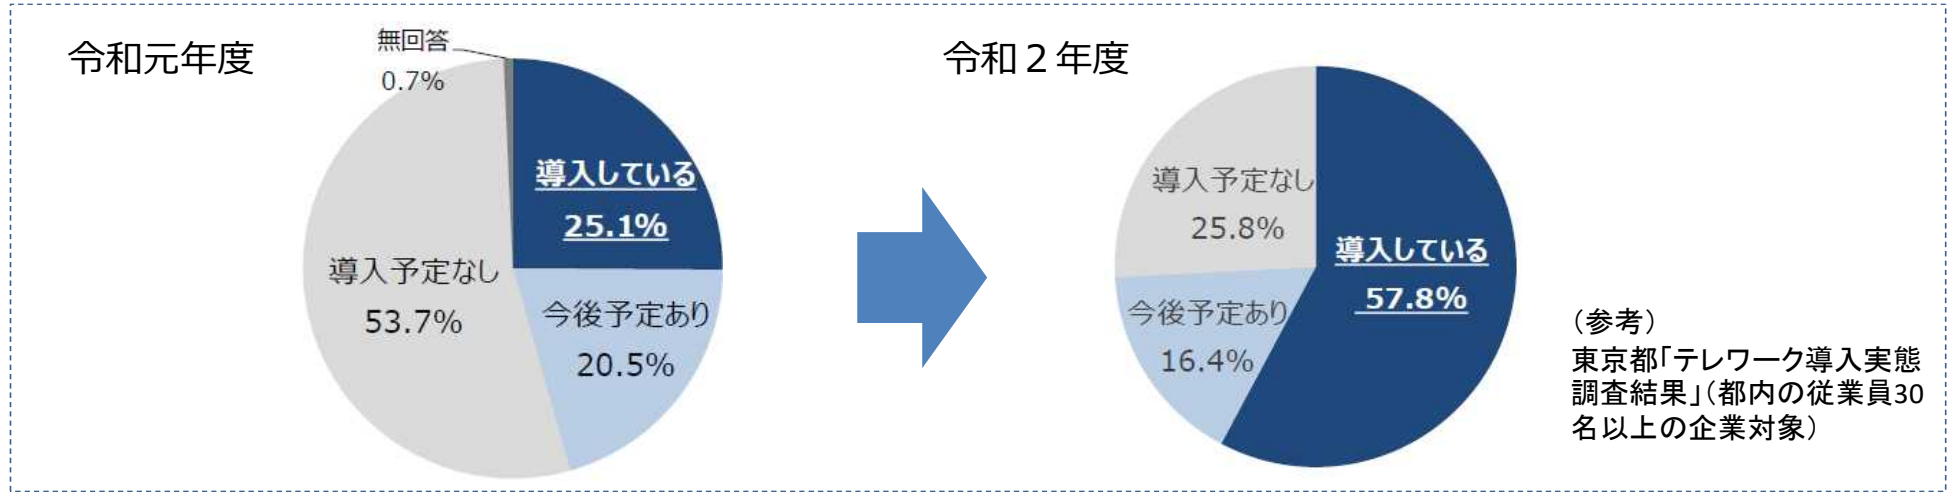 令和元年度
無回答
0.7%
導入している
25.1%
導入予定なし
53.7%
今後予定あり
20.5%
令和２年度
導入予定なし
25.8%
導入している
57.8%
今後予定あり
16.4%
（参考）
東京都「テレワーク導入実態
調査結果」（都内の従業員30
名以上の企業対象）